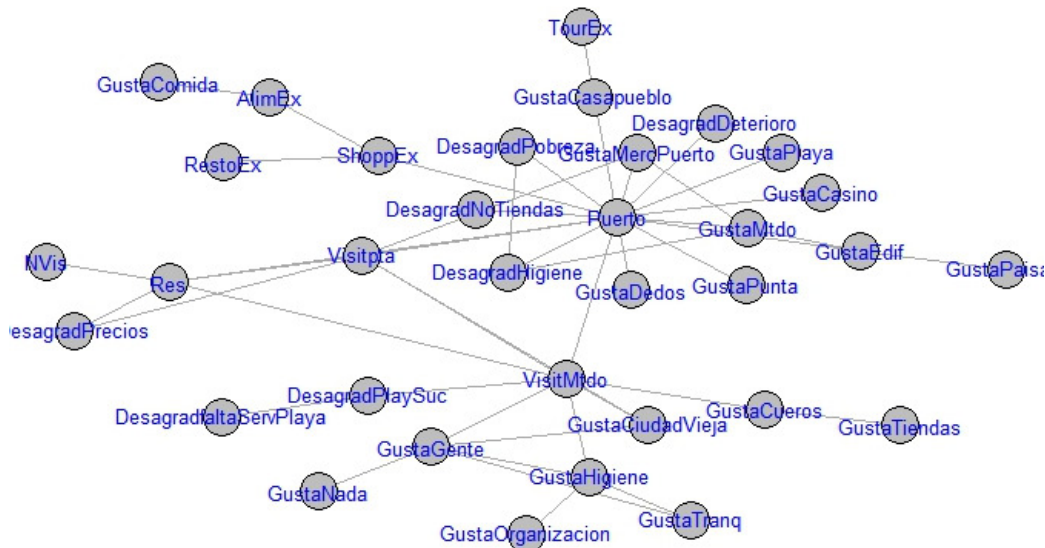 TourEx
GustaComida
AlimEx
GustaCasapueblo
DesagradDeterioro
DesagradPobreza
GustaMercPuerto
GustaPlaya
RestoEx
ShoppEx
GustaCasino
DesagradNoTiendas
Puerto
GustaMtdo
GustaEdif
Visitpta
NVis
DesagradHigiene
GustaPaisa
Res
GustaDedos
GustaPunta
esagradPrecios
VisitMtdo
DesagradPlaySuc
DesagradfaltaServPlaya
GustaCueros
GustaCiudadVieja
GustaTiendas
GustaGente
GustaHigiene
GustaNada
GustaTranq
GustaOrganizacion